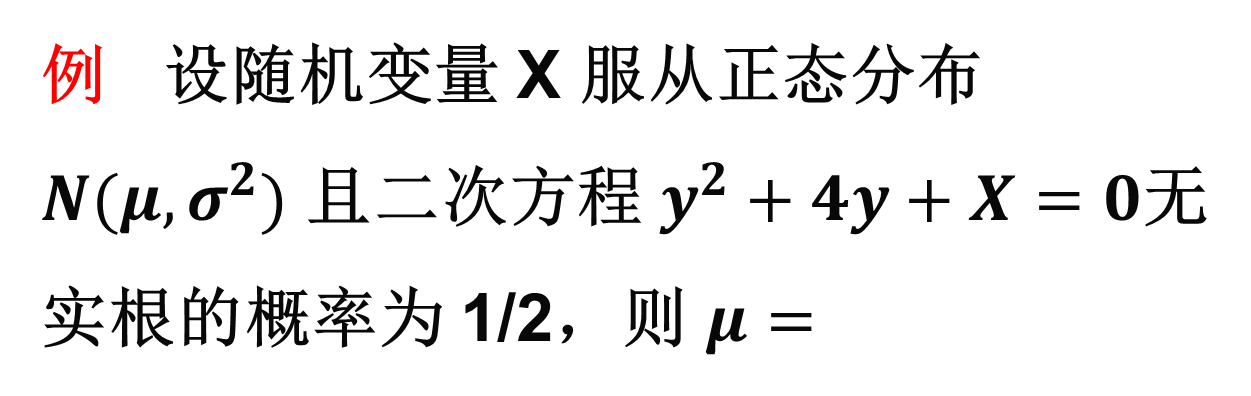 例 设随机变量 X 服从正态分布
N(μ, σ²) 且二次方程 y² + 4y + X = 0无
实根的概率为 1/2，则 μ =